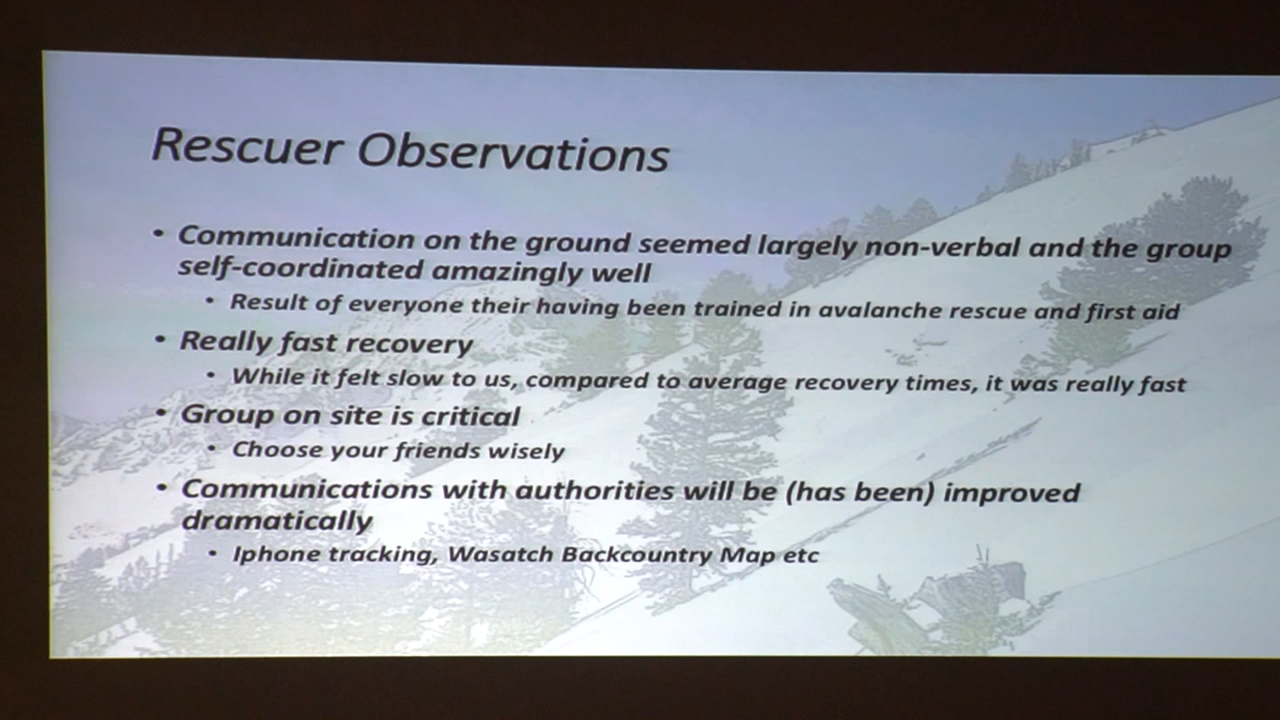 Rescuer Observations
• Communication on the ground seemed largely non-verbal and the group
self-coordinated amazingly well
• Result of everyone their having been trained in avalanche rescue and first aid
• Really fast recovery
• While it felt slow to us, compared to average recovery times, it was really fast
• Group on site is critical
• Choose your friends wisely
• Communications with authorities will be (has been) improved
dramatically
• Iphone tracking, Wasatch Backcountry Map etc